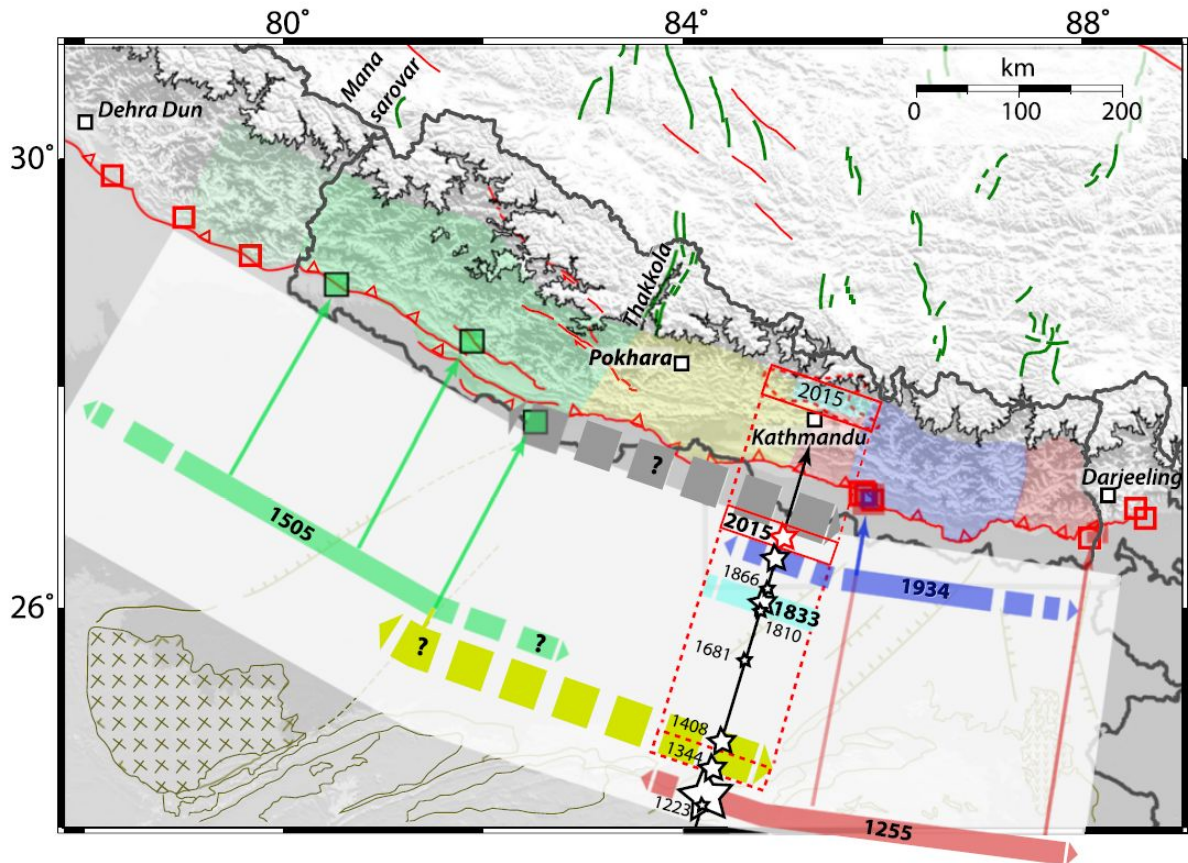 80˚
84˚
88˚
30˚
26˚
km
0 100 200
Dehra Dun
Mana
sarovar
Thakkola
Pokhara
2015
Kathmandu
Darjeeling
?
1505
2015
1934
1866
1833
1810
1681
?
?
1408
1344
1223
1255